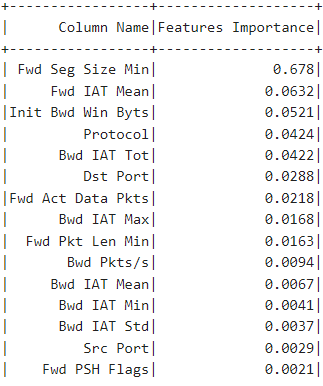 +------------------+-------------------+
| Column Name|Features Importance|
+------------------+-------------------+
| Fwd Seg Size Min| 0.678|
| Fwd IAT Mean| 0.0632|
|Init Bwd Win Byts| 0.0521|
| Protocol| 0.0424|
| Bwd IAT Tot| 0.0422|
| Dst Port| 0.0288|
|Fwd Act Data Pkts| 0.0218|
| Bwd IAT Max| 0.0168|
| Fwd Pkt Len Min| 0.0163|
| Bwd Pkts/s| 0.0094|
| Bwd IAT Mean| 0.0067|
| Bwd IAT Min| 0.0041|
| Bwd IAT Std| 0.0037|
| Src Port| 0.0029|
| Fwd PSH Flags| 0.0021|